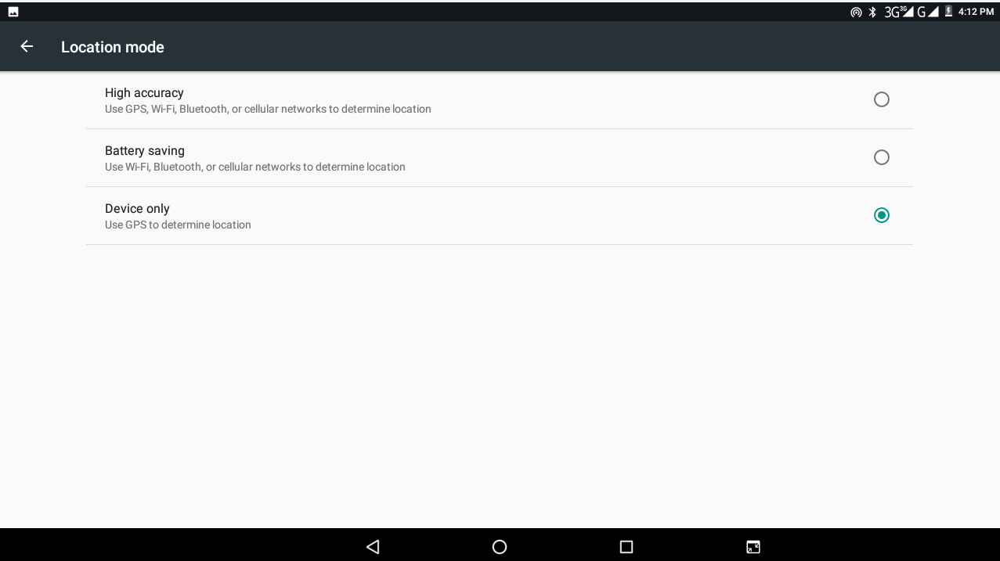 3G 3G G 4:12 PM
Location mode
High accuracy
Use GPS, Wi-Fi, Bluetooth, or cellular networks to determine location
Battery saving
Use Wi-Fi, Bluetooth, or cellular networks to determine location
Device only
Use GPS to determine location